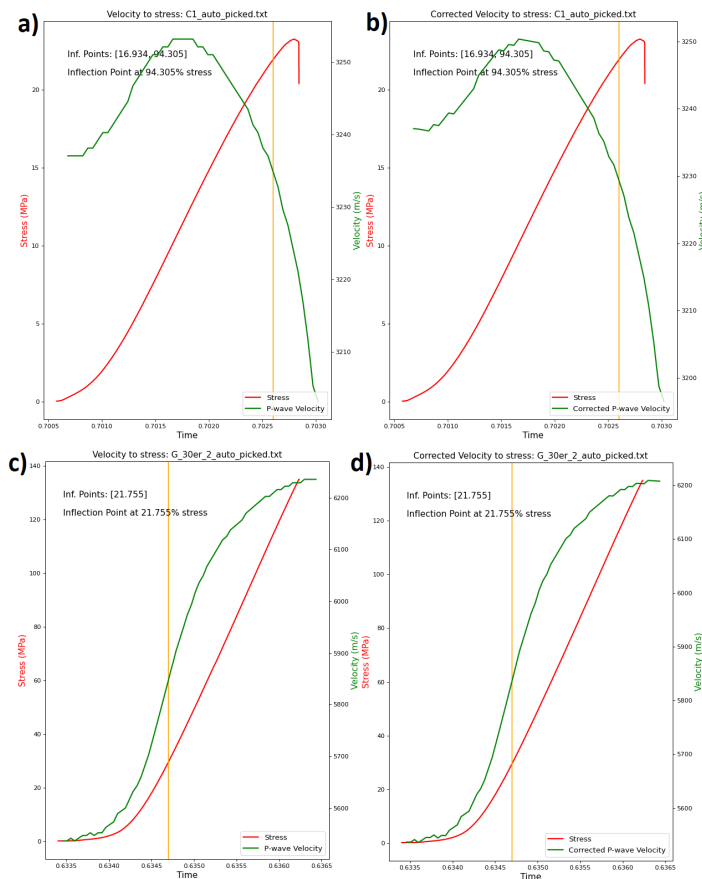 a)
Velocity to stress: C1_auto_picked.txt
Inf. Points: [16.934, 94.305]
Inflection Point at 94.305% stress
Stress (MPa)
0
5
10
15
20
Velocity (m/s)
3210
3220
3230
3240
3250
0.7005
0.7010
0.7015
0.7020
0.7025
0.7030
Time
Stress
P-wave Velocity
b)
Corrected Velocity to stress: C1_auto_picked.txt
Inf. Points: [16.934, 94.305]
Inflection Point at 94.305% stress
Stress (MPa)
0
5
10
15
20
Velocity (m/s)
3200
3210
3220
3230
3240
3250
0.7005
0.7010
0.7015
0.7020
0.7025
0.7030
Time
Stress
Corrected P-wave Velocity
c)
Velocity to stress: G_30er_2_auto_picked.txt
Inf. Points: [21.755]
Inflection Point at 21.755% stress
Stress (MPa)
0
20
40
60
80
100
120
140
Velocity (m/s)
5600
5700
5800
5900
6000
6100
6200
0.6335
0.6340
0.6345
0.6350
0.6355
0.6360
0.6365
Time
Stress
P-wave Velocity
d)
Corrected Velocity to stress: G_30er_2_auto_picked.txt
Inf. Points: [21.755]
Inflection Point at 21.755% stress
Stress (MPa)
0
20
40
60
80
100
120
140
Velocity (m/s)
5600
5700
5800
5900
6000
6100
6200
0.6335
0.6340
0.6345
0.6350
0.6355
0.6360
0.6365
Time
Stress
Corrected P-wave Velocity